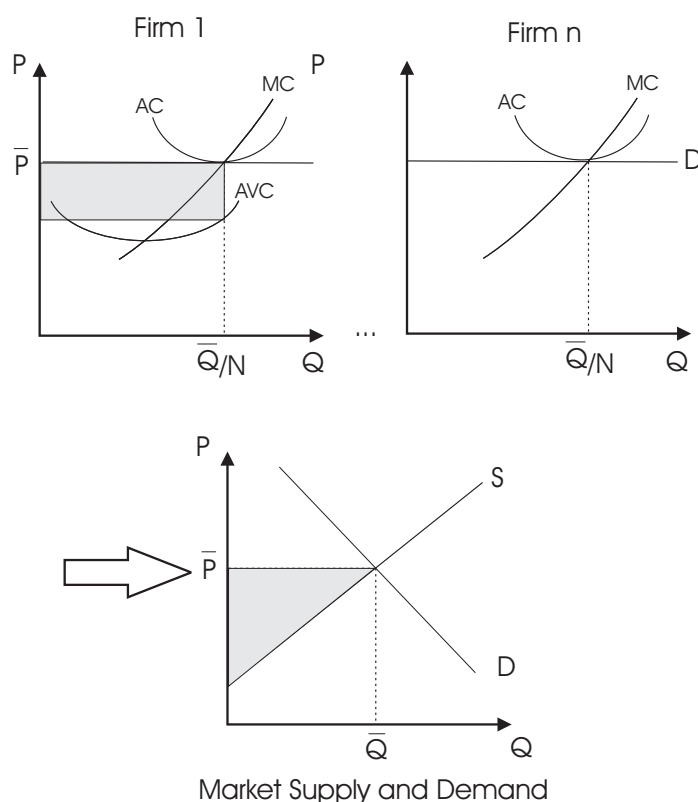 Firm 1
Firm n
P
P
MC
MC
AC
AC
P̅
D
AVC
...
Q̅/N
Q
Q̅/N
Q
P
S
P̅
D
Q̅
Q
Market Supply and Demand